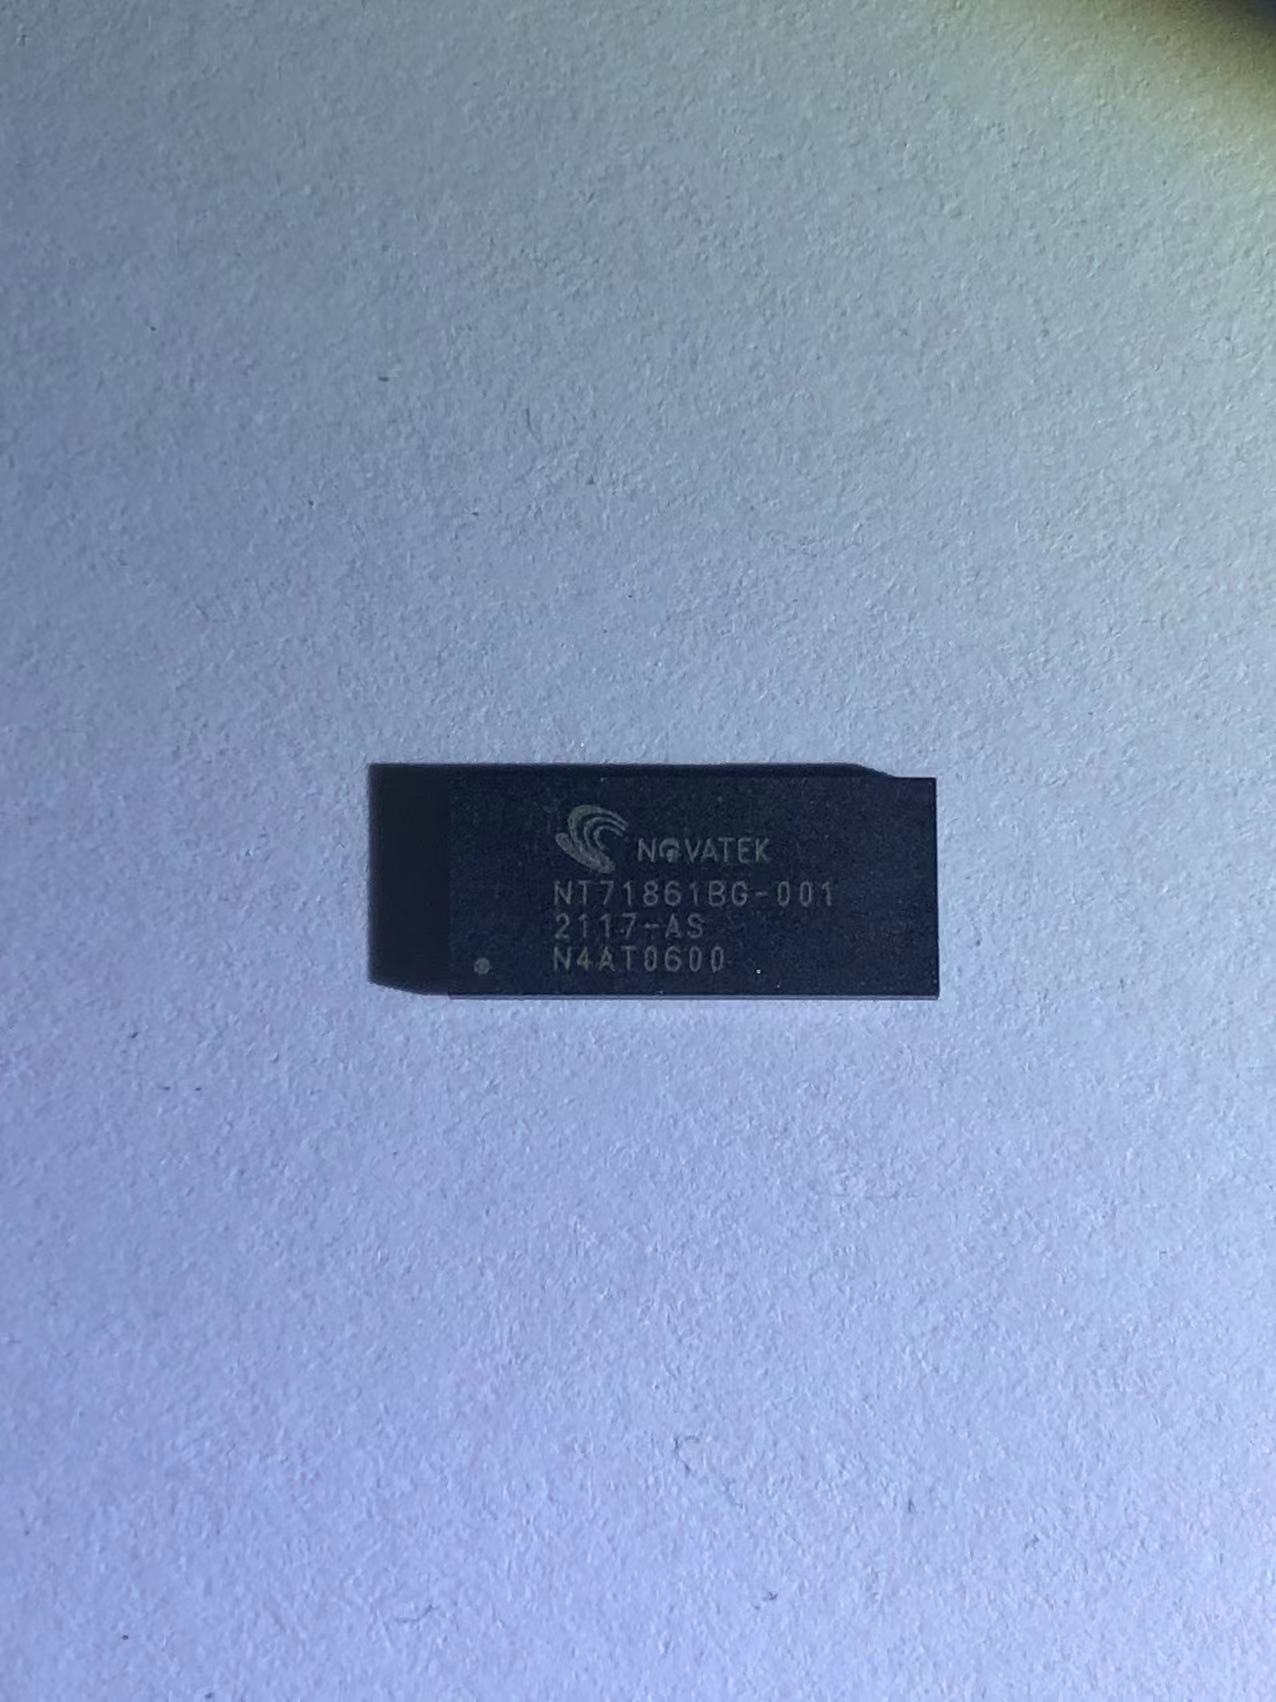 NOVATEK
NT71861BG-001
2117-AS
N4AT0600